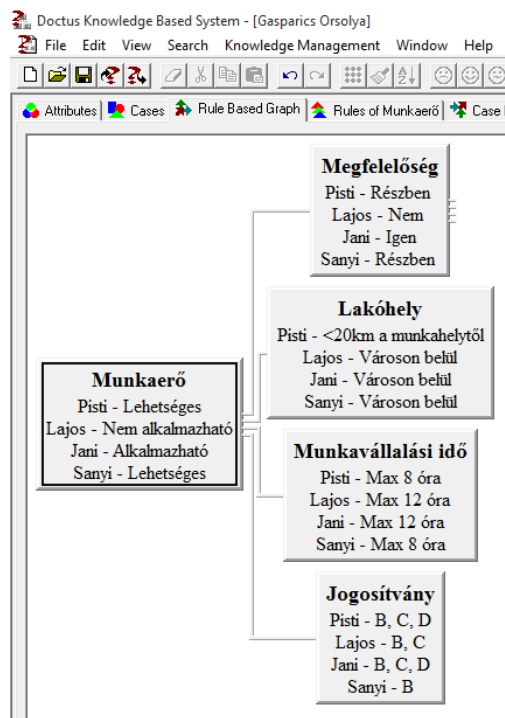 Doctus Knowledge Based System - [Gasparics Orsolya]
File Edit View Search Knowledge Management Window Help
Attributes Cases Rule Based Graph Rules of Munkaerő Case
Megfelelőség
Pisti - Részben
Lajos - Nem
Jani - Igen
Sanyi - Részben
Lakóhely
Pisti - <20km a munkahelytől
Lajos - Városon belül
Jani - Városon belül
Sanyi - Városon belül
Munkaerő
Pisti - Lehetséges
Lajos - Nem alkalmazható
Jani - Alkalmazható
Sanyi - Lehetséges
Munkavállalási idő
Pisti - Max 8 óra
Lajos - Max 12 óra
Jani - Max 12 óra
Sanyi - Max 8 óra
Jogosítvány
Pisti - B, C, D
Lajos - B, C
Jani - B, C, D
Sanyi - B